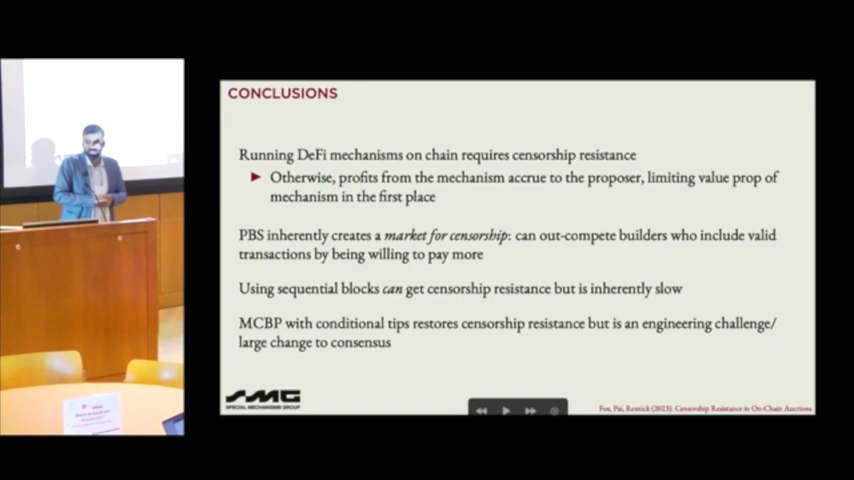 CONCLUSIONS
Running DeFi mechanisms on chain requires censorship resistance
Otherwise, profits from the mechanism accrue to the proposer, limiting value prop of
mechanism in the first place
PBS inherently creates a market for censorship: can out-compete builders who include valid
transactions by being willing to pay more
Using sequential blocks can get censorship resistance but is inherently slow
MCBP with conditional tips restores censorship resistance but is an engineering challenge/
large change to consensus
SMG
SPECIAL MECHANISMS GROUP
Fox, Pai, Resnick (2023): Censorship Resistance in On-Chain Auctions